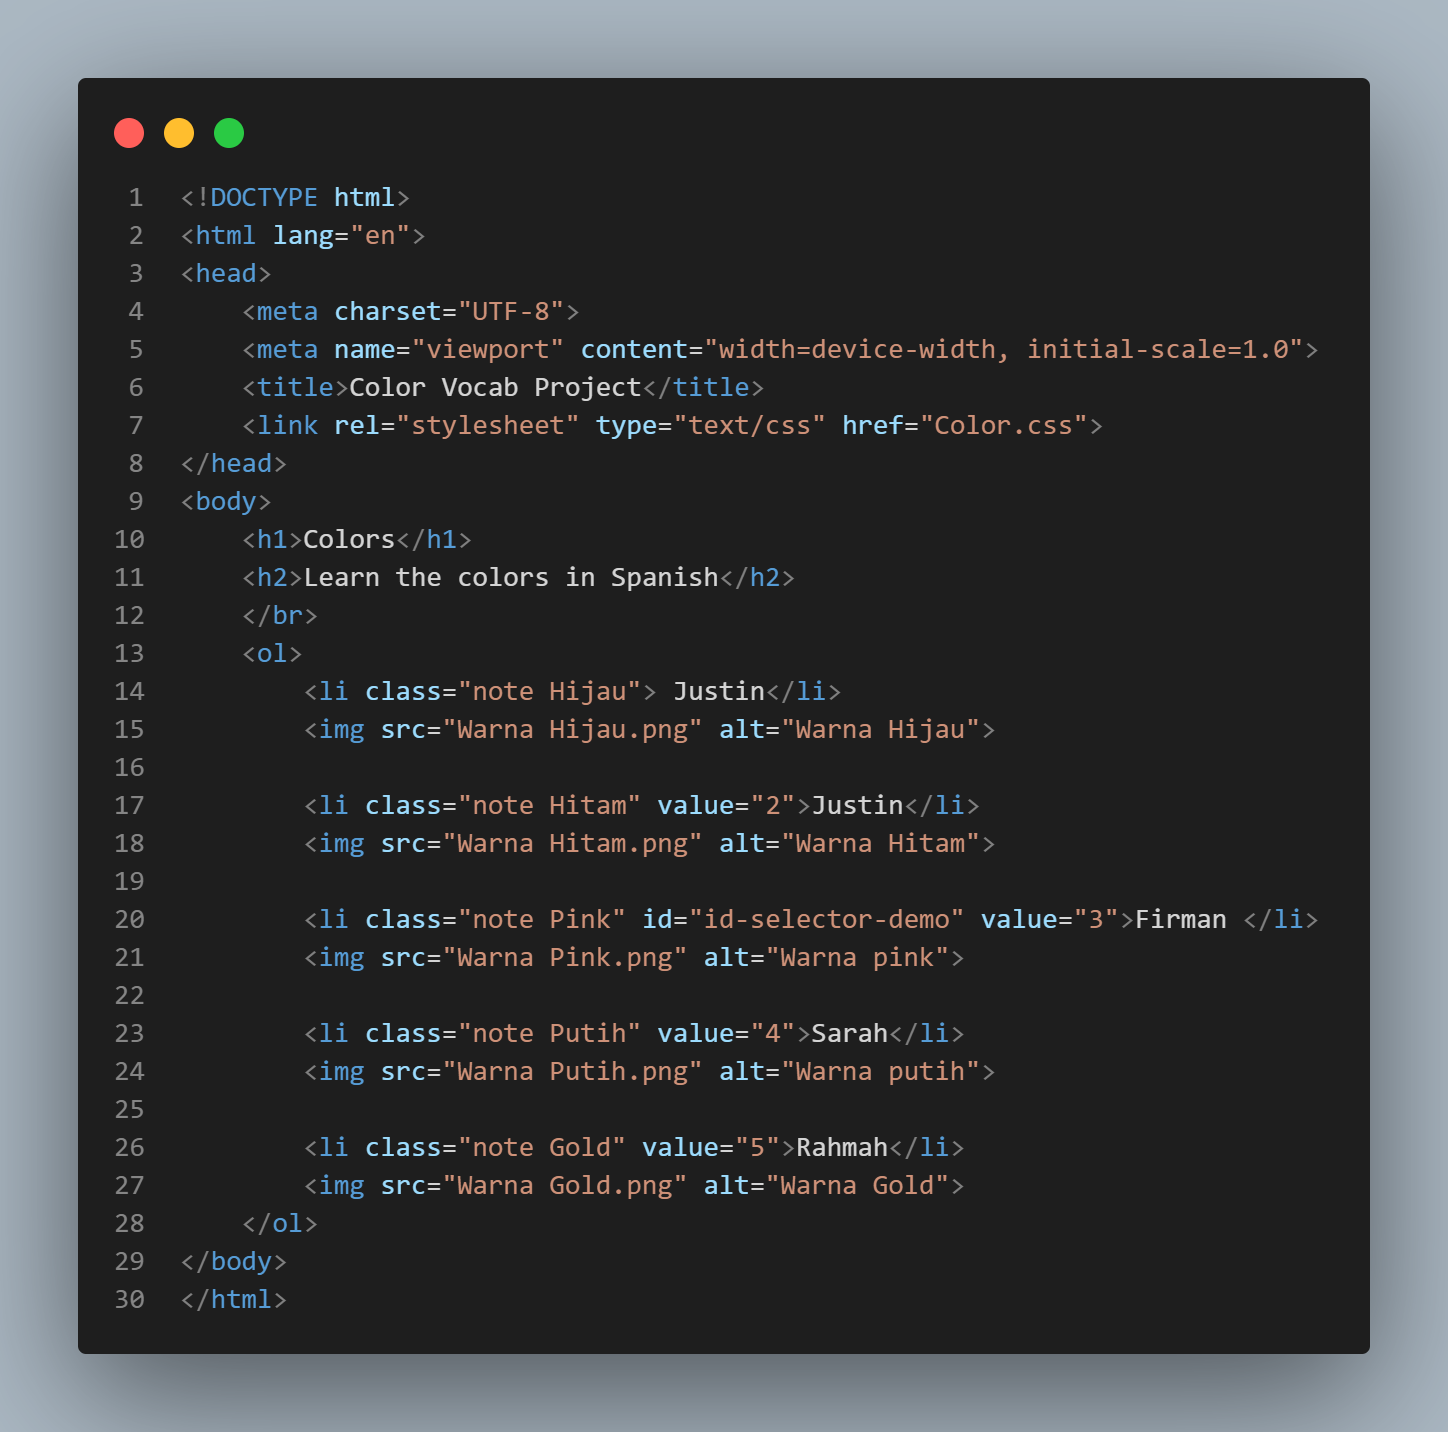 1 <!DOCTYPE html>
2 <html lang="en">
3 <head>
4     <meta charset="UTF-8">
5     <meta name="viewport" content="width=device-width, initial-scale=1.0">
6     <title>Color Vocab Project</title>
7     <link rel="stylesheet" type="text/css" href="Color.css">
8 </head>
9 <body>
10     <h1>Colors</h1>
11     <h2>Learn the colors in Spanish</h2>
12     </br>
13     <ol>
14         <li class="note Hijau"> Justin</li>
15         <img src="Warna Hijau.png" alt="Warna Hijau">
16
17         <li class="note Hitam" value="2">Justin</li>
18         <img src="Warna Hitam.png" alt="Warna Hitam">
19
20         <li class="note Pink" id="id-selector-demo" value="3">Firman </li>
21         <img src="Warna Pink.png" alt="Warna pink">
22
23         <li class="note Putih" value="4">Sarah</li>
24         <img src="Warna Putih.png" alt="Warna putih">
25
26         <li class="note Gold" value="5">Rahmah</li>
27         <img src="Warna Gold.png" alt="Warna Gold">
28     </ol>
29 </body>
30 </html>